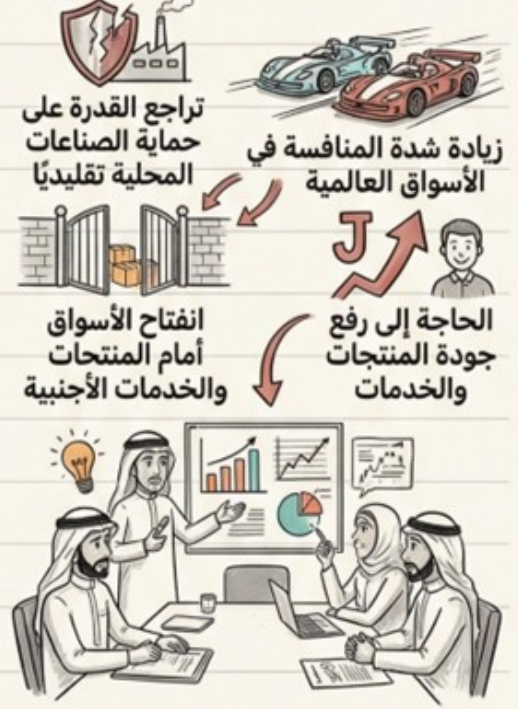 زيادة شدة المنافسة في
الأسواق العالمية
تراجع القدرة على
حماية الصناعات
المحلية تقليديًا
J
الحاجة إلى رفع
جودة المنتجات
والخدمات
انفتاح الأسواق
أمام المنتجات
والخدمات الأجنبية